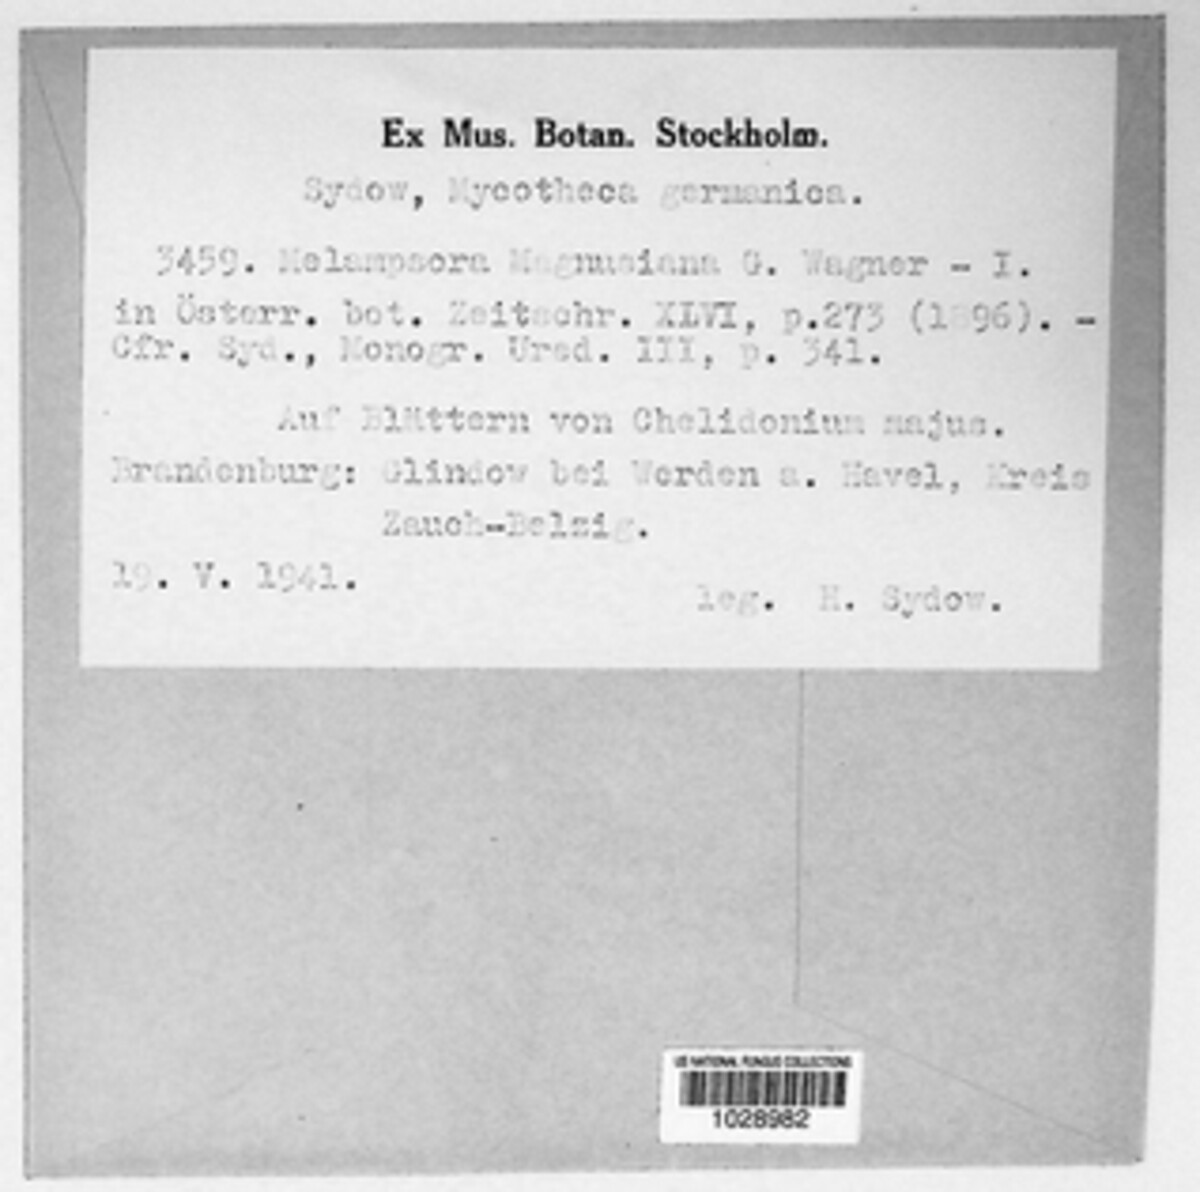 Ex Mus. Botan. Stockholm.
Sydow, Mycotheca germanica.
3459. Melampsora Magnusiana G. Wagner - I.
in Österr. bot. Zeitschr. XLVI, p.273 (1896). -
Cfr. Syd., Monogr. Ured. III, p. 341.
Auf Blättern von Chelidonium majus.
Brandenburg: Glindow bei Werden a. Havel, Kreis
Zauch-Belzig.
19. V. 1941.
leg. H. Sydow.
US NATIONAL FUNGUS COLLECTIONS
1028982